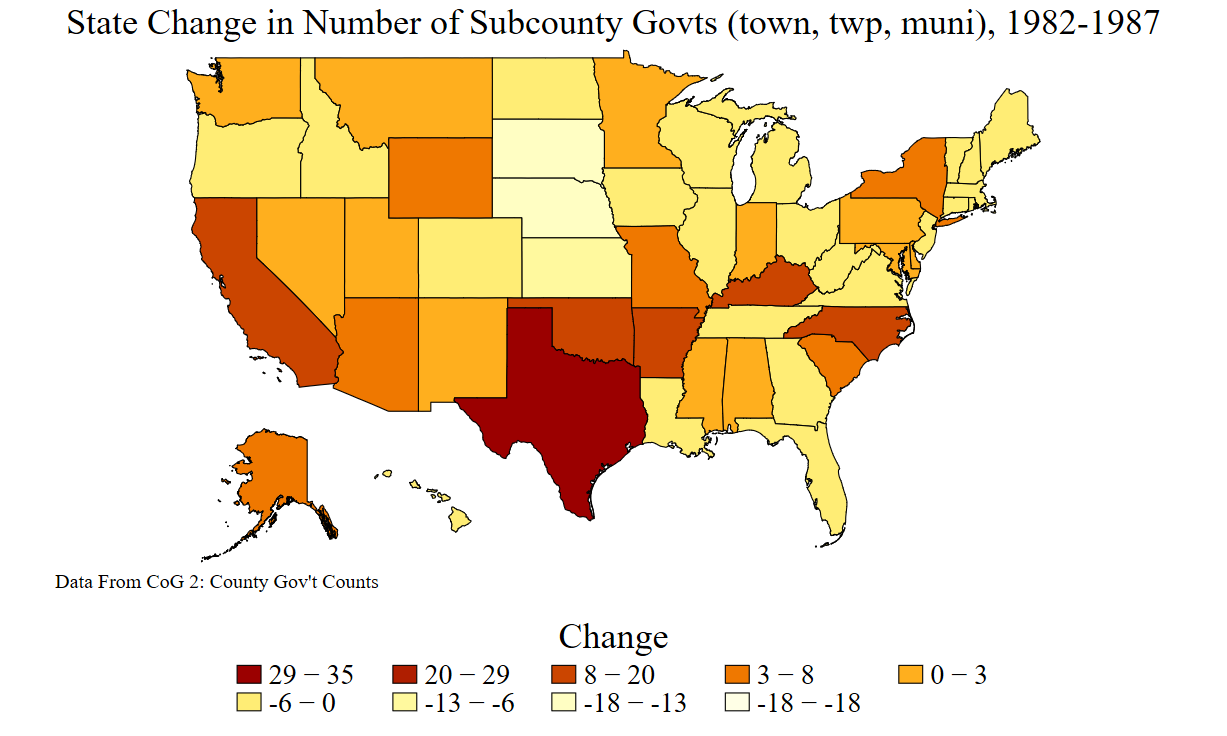 State Change in Number of Subcounty Govts (town, twp, muni), 1982-1987
Data From CoG 2: County Gov't Counts
Change
29 − 35 20 − 29 8 − 20 3 − 8 0 − 3
-6 − 0 -13 − -6 -18 − -13 -18 − -18